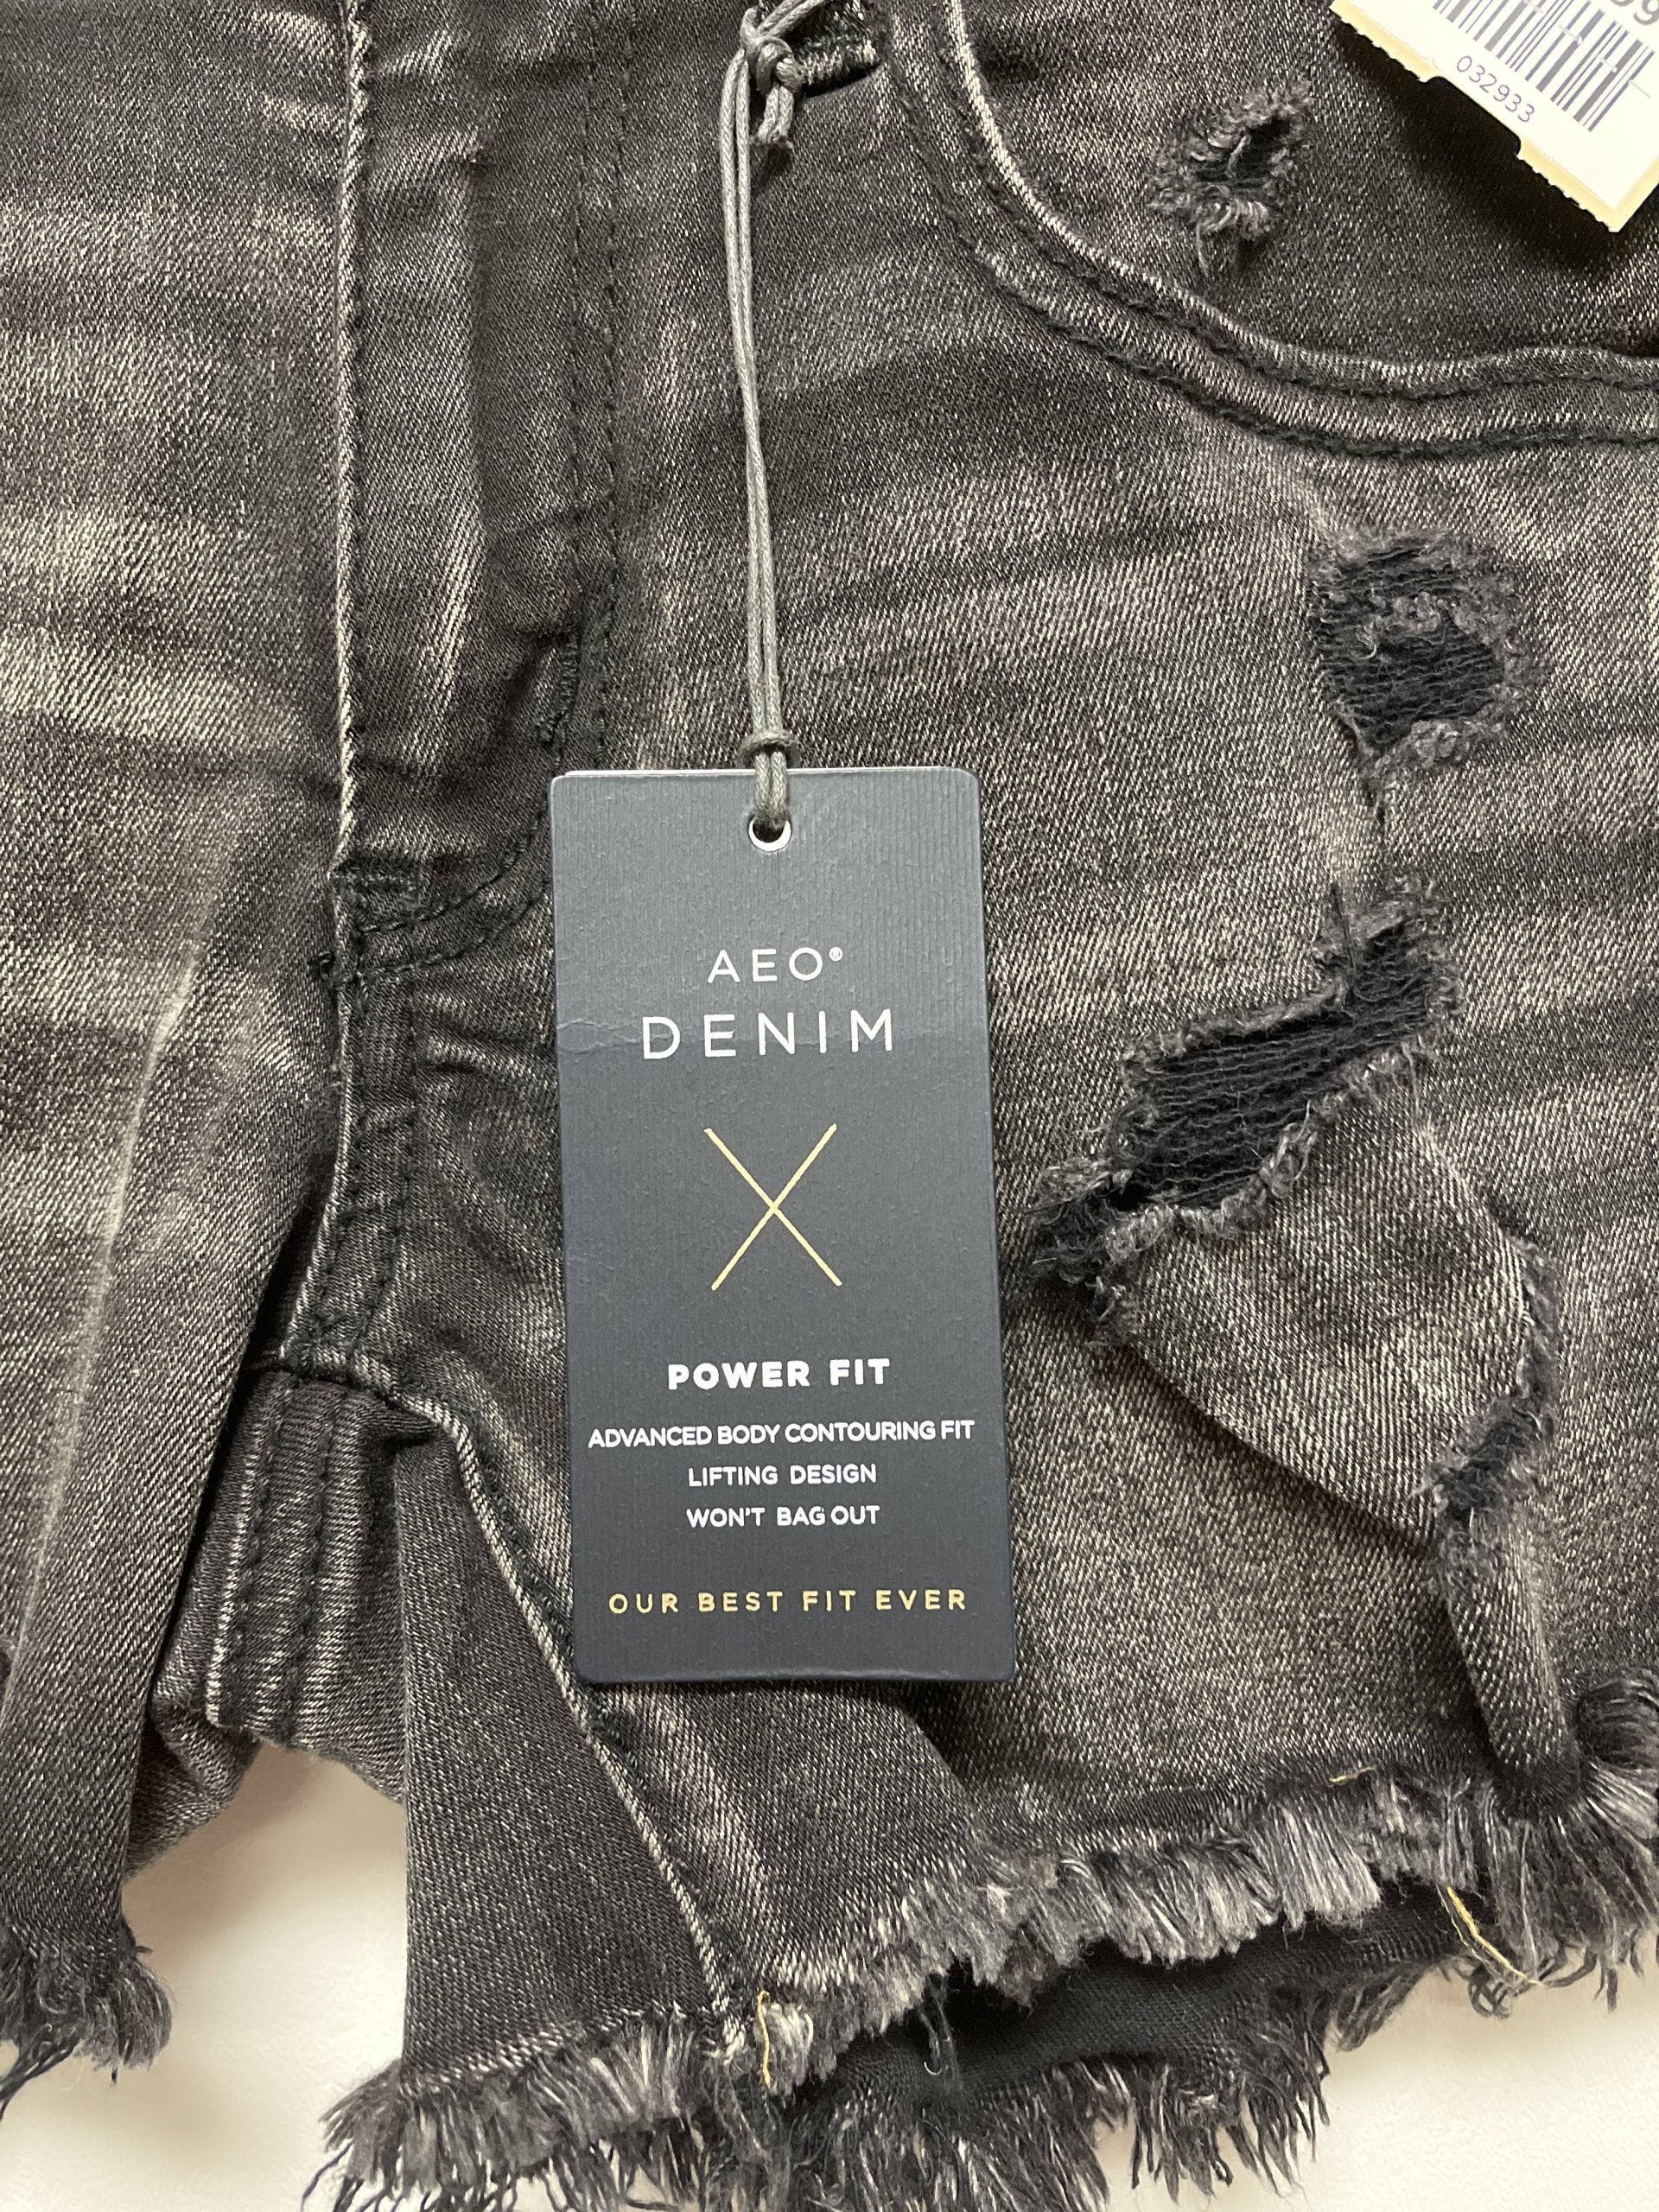 032933
AEO®
DENIM
POWER FIT
ADVANCED BODY CONTOURING FIT
LIFTING DESIGN
WON'T BAG OUT
OUR BEST FIT EVER